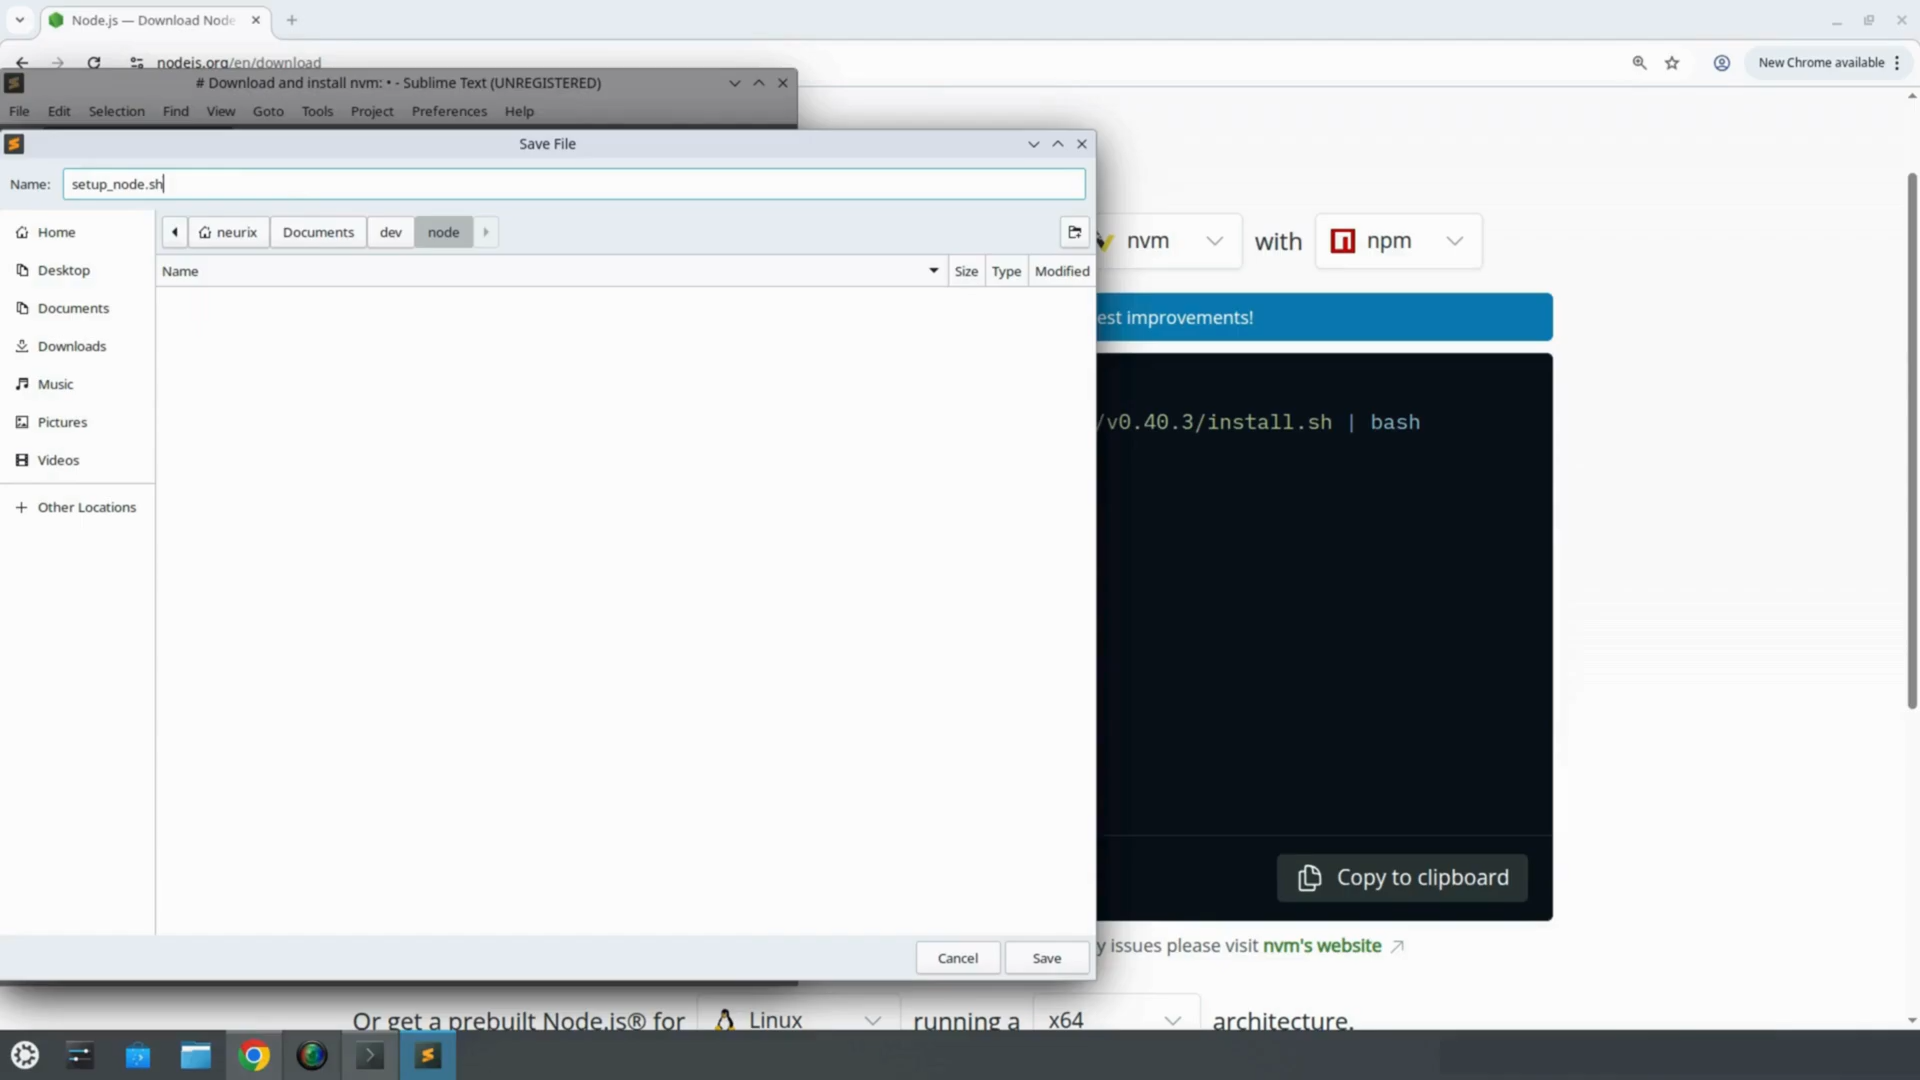 Node.js — Download Node
nodejs.org/en/download
New Chrome available
# Download and install nvm: • - Sublime Text (UNREGISTERED)
File Edit Selection Find View Goto Tools Project Preferences Help
Save File
Name: setup_node.sh
neurix Documents dev node
Name Size Type Modified
Home
Desktop
Documents
Downloads
Music
Pictures
Videos
Other Locations
Cancel Save
nvm with npm
est improvements!
/v0.40.3/install.sh | bash
Copy to clipboard
y issues please visit nvm's website
Or get a prebuilt Node.js® for Linux running a x64 architecture.